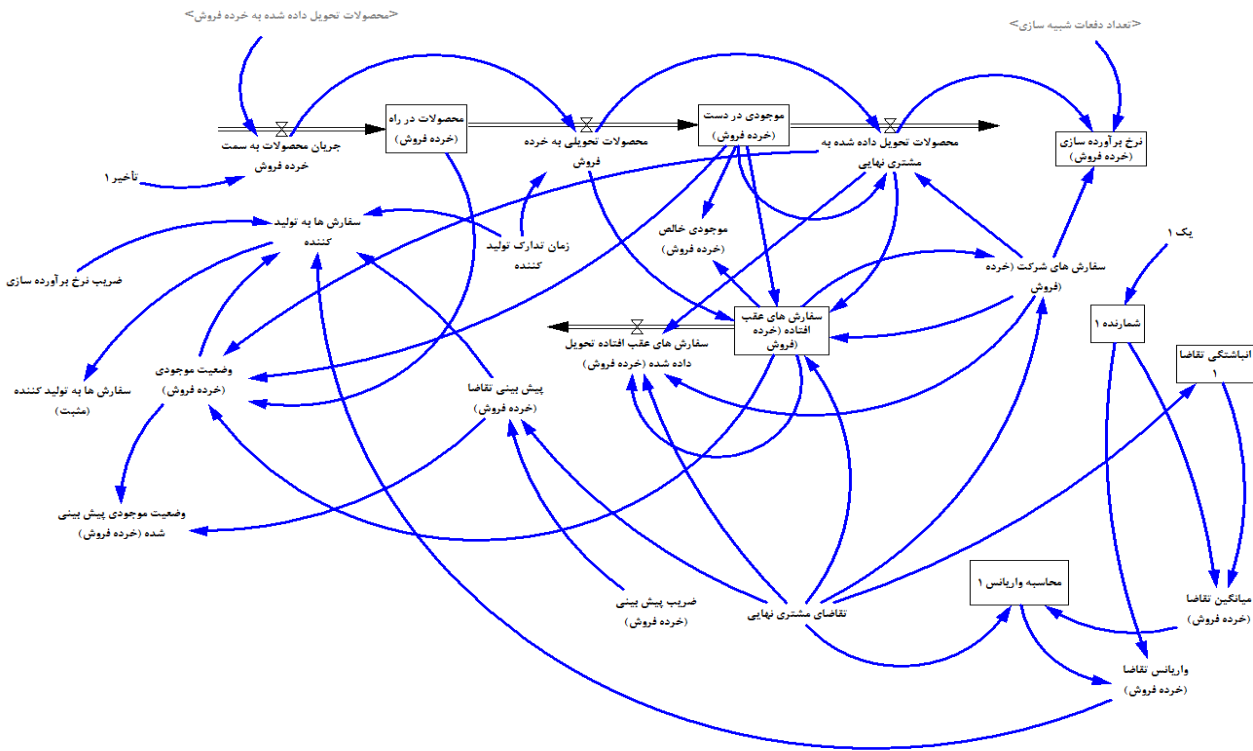 <محصولات تحویل داده شده به خرده فروش>
<تعداد دفعات شبیه سازی>
محصولات در راه
(خرده فروش)
موجودی در دست
(خرده فروش)
جریان محصولات به سمت
خرده فروش
محصولات تحویلی به خرده
فروش
محصولات تحویل داده شده به
مشتری نهایی
نرخ برآورده سازی
(خرده فروش)
تأخیر ۱
سفارش ها به تولید
کننده
زمان تدارک تولید
کننده
موجودی خالص
(خرده فروش)
یک ۱
ضریب نرخ برآورده سازی
سفارش های شرکت (خرده
فروش)
سفارش های عقب
افتاده (خرده
فروش)
شمارنده ۱
سفارش های عقب افتاده تحویل
داده شده (خرده فروش)
انباشتگی تقاضا
۱
سفارش ها به تولید کننده
(مثبت)
وضعیت موجودی
(خرده فروش)
پیش بینی تقاضا
(خرده فروش)
وضعیت موجودی پیش بینی
شده (خرده فروش)
ضریب پیش بینی
(خرده فروش)
تقاضای مشتری نهایی
محاسبه واریانس ۱
میانگین تقاضا
(خرده فروش)
واریانس تقاضا
(خرده فروش)